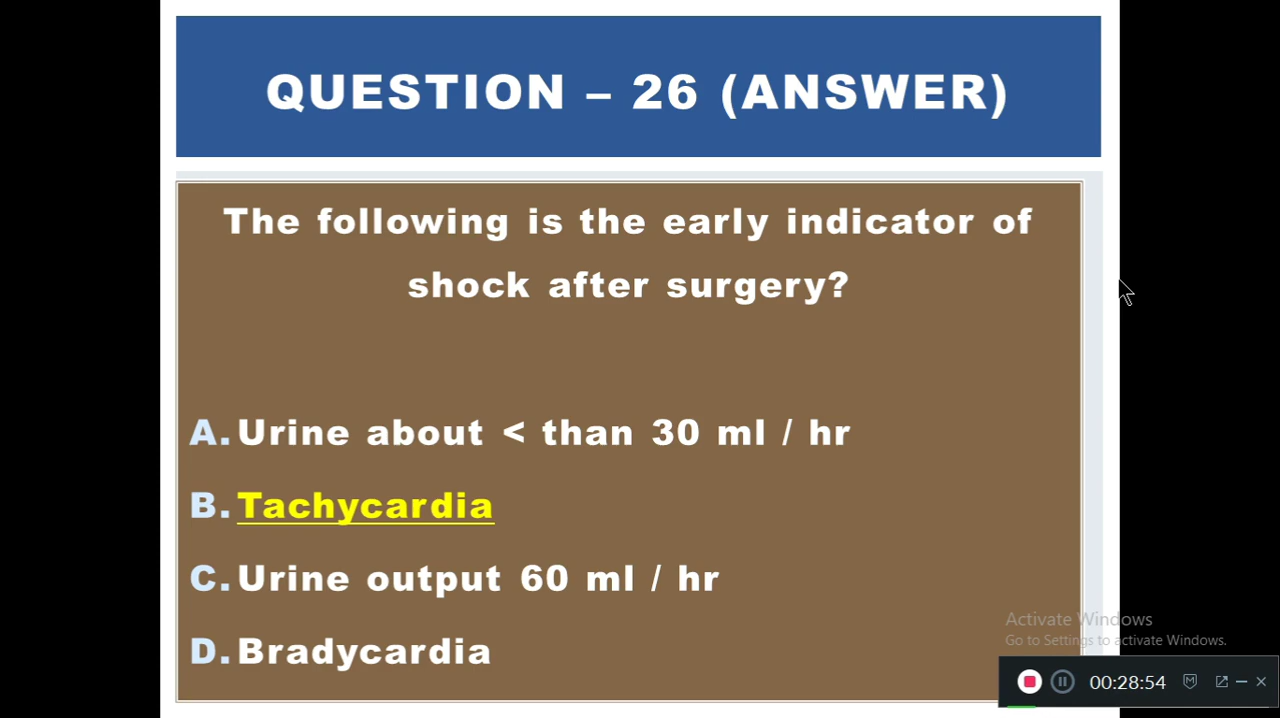 QUESTION – 26 (ANSWER)
The following is the early indicator of
shock after surgery?
A. Urine about < than 30 ml / hr
B. Tachycardia
C. Urine output 60 ml / hr
D. Bradycardia
Activate Windows
Go to Settings to activate Windows.
00:28:54